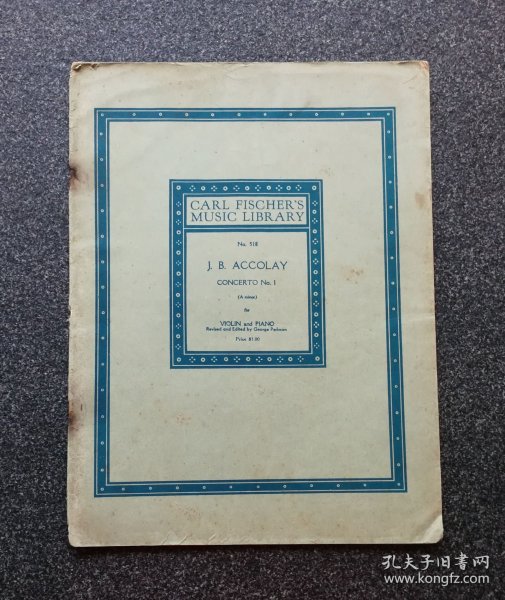 CARL FISCHER'S
MUSIC LIBRARY
No. 518
J. B. ACCOLAY
CONCERTO No. 1
(A minor)
for
VIOLIN and PIANO
Revised and Edited by George Perlman
Price $1.00
孔夫子旧书网
www.kongfz.com